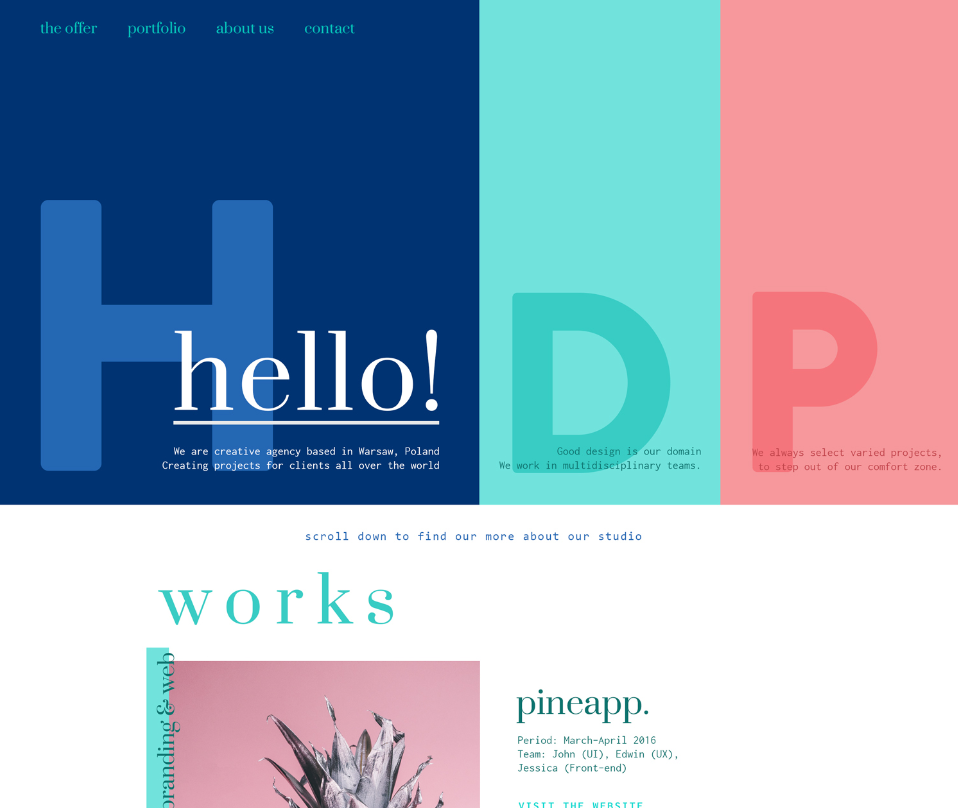 the offer portfolio about us contact
H
hello!
We are creative agency based in Warsaw, Poland
Creating projects for clients all over the world
D
Good design is our domain
We work in multidisciplinary teams.
P
We always select varied projects,
to step out of our comfort zone.
scroll down to find our more about our studio
works
branding & web
pineapp.
Period: March-April 2016
Team: John (UI), Edwin (UX),
Jessica (Front-end)
VISIT THE WEBSITE